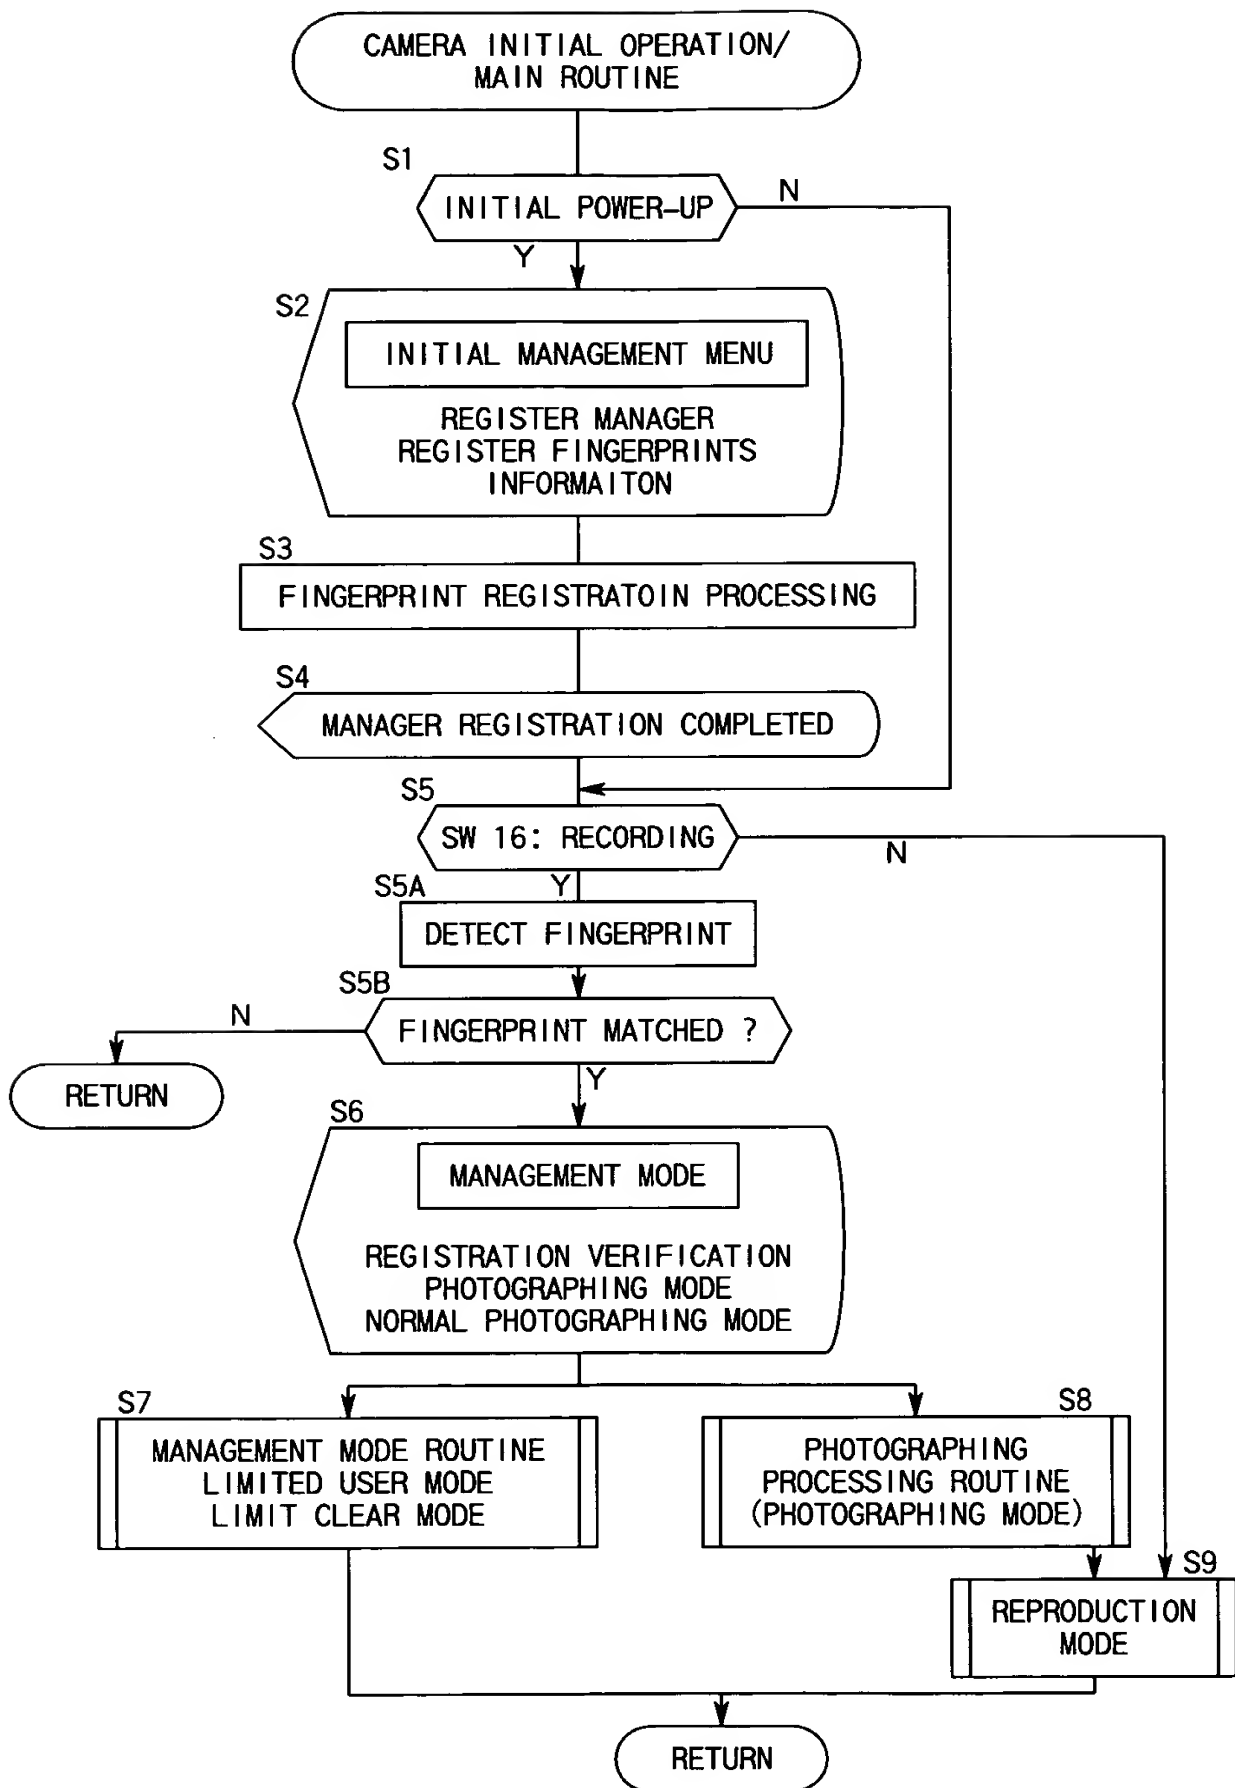 CAMERA INITIAL OPERATION/
MAIN ROUTINE
S1
INITIAL POWER-UP
N
Y
S2
INITIAL MANAGEMENT MENU
REGISTER MANAGER
REGISTER FINGERPRINTS
INFORMAITON
S3
FINGERPRINT REGISTRATOIN PROCESSING
S4
MANAGER REGISTRATION COMPLETED
S5
SW 16: RECORDING
N
Y
S5A
DETECT FINGERPRINT
S5B
FINGERPRINT MATCHED ?
N
Y
RETURN
S6
MANAGEMENT MODE
REGISTRATION VERIFICATION
PHOTOGRAPHING MODE
NORMAL PHOTOGRAPHING MODE
S7
MANAGEMENT MODE ROUTINE
LIMITED USER MODE
LIMIT CLEAR MODE
S8
PHOTOGRAPHING
PROCESSING ROUTINE
(PHOTOGRAPHING MODE)
S9
REPRODUCTION
MODE
RETURN